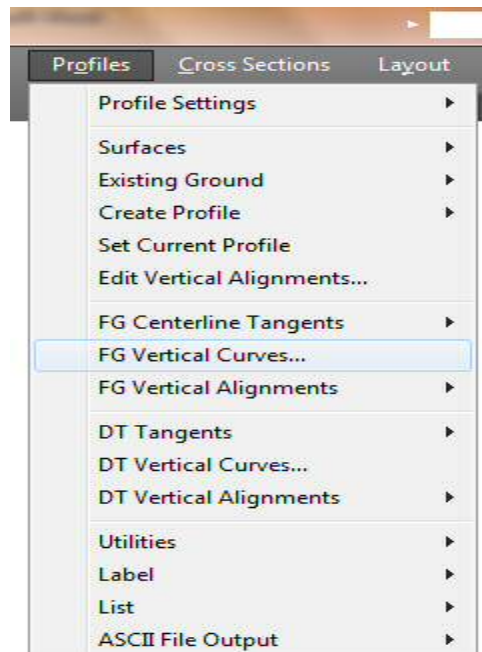 Profiles Cross Sections Layout
Profile Settings
Surfaces
Existing Ground
Create Profile
Set Current Profile
Edit Vertical Alignments...
FG Centerline Tangents
FG Vertical Curves...
FG Vertical Alignments
DT Tangents
DT Vertical Curves...
DT Vertical Alignments
Utilities
Label
List
ASCII File Output